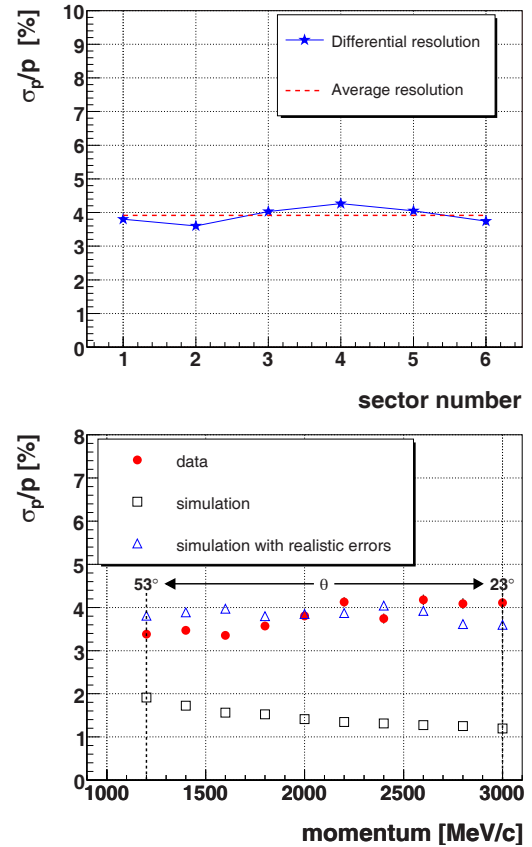 σp/p [%]
10
9
8
7
6
5
4
3
2
1
0
Differential resolution
Average resolution
1 2 3 4 5 6
sector number
σp/p [%]
8
7
6
5
4
3
2
1
0
data
simulation
simulation with realistic errors
53° θ 23°
1000 1500 2000 2500 3000
momentum [MeV/c]